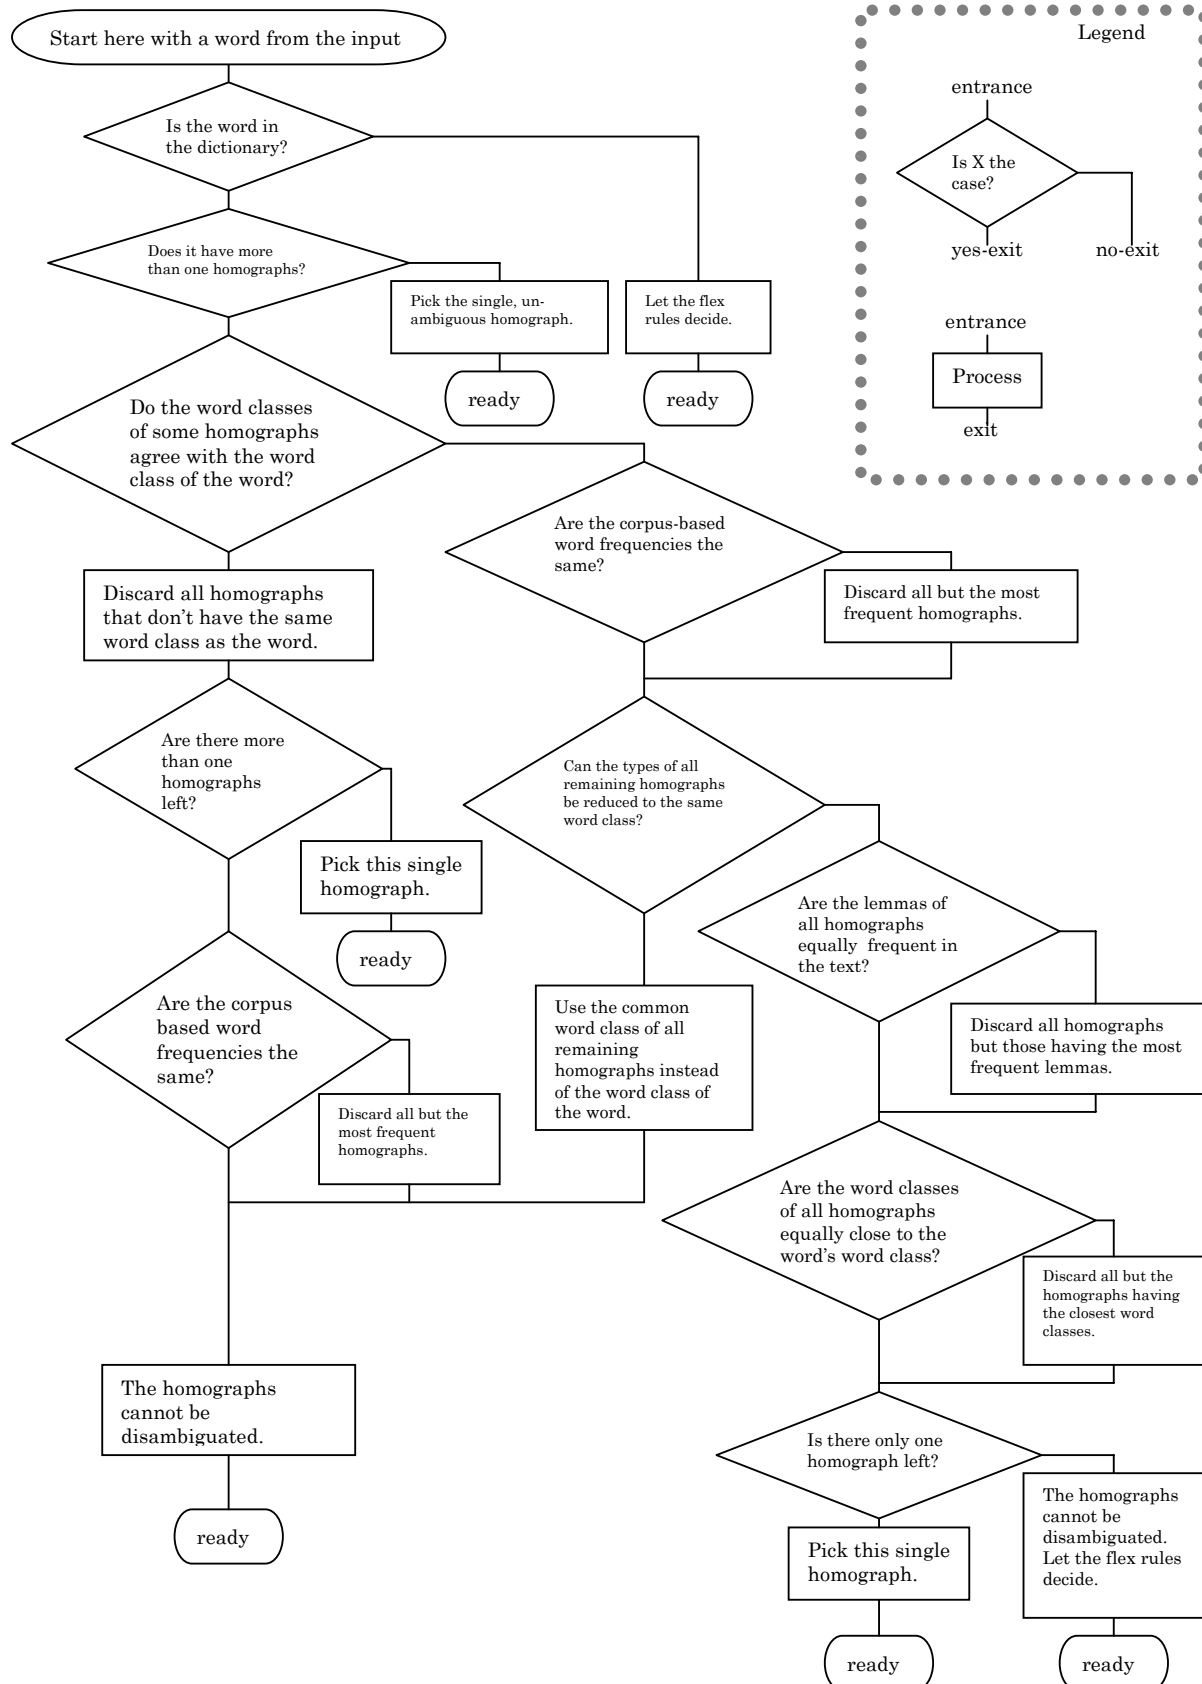 Start here with a word from the input
Is the word in
the dictionary?
Does it have more
than one homographs?
Pick the single, un-
ambiguous homograph.
ready
Let the flex
rules decide.
ready
Do the word classes
of some homographs
agree with the word
class of the word?
Discard all homographs
that don’t have the same
word class as the word.
Are there more
than one
homographs
left?
Pick this single
homograph.
ready
Are the corpus
based word
frequencies the
same?
Discard all but the
most frequent
homographs.
The homographs
cannot be
disambiguated.
ready
Are the corpus-based
word frequencies the
same?
Discard all but the most
frequent homographs.
Can the types of all
remaining homographs
be reduced to the same
word class?
Use the common
word class of all
remaining
homographs instead
of the word class of
the word.
Are the lemmas of
all homographs
equally frequent in
the text?
Discard all homographs
but those having the most
frequent lemmas.
Are the word classes
of all homographs
equally close to the
word’s word class?
Discard all but the
homographs having
the closest word
classes.
Is there only one
homograph left?
Pick this single
homograph.
ready
The homographs
cannot be
disambiguated.
Let the flex rules
decide.
ready
Legend
entrance
Is X the
case?
yes-exit
no-exit
entrance
Process
exit